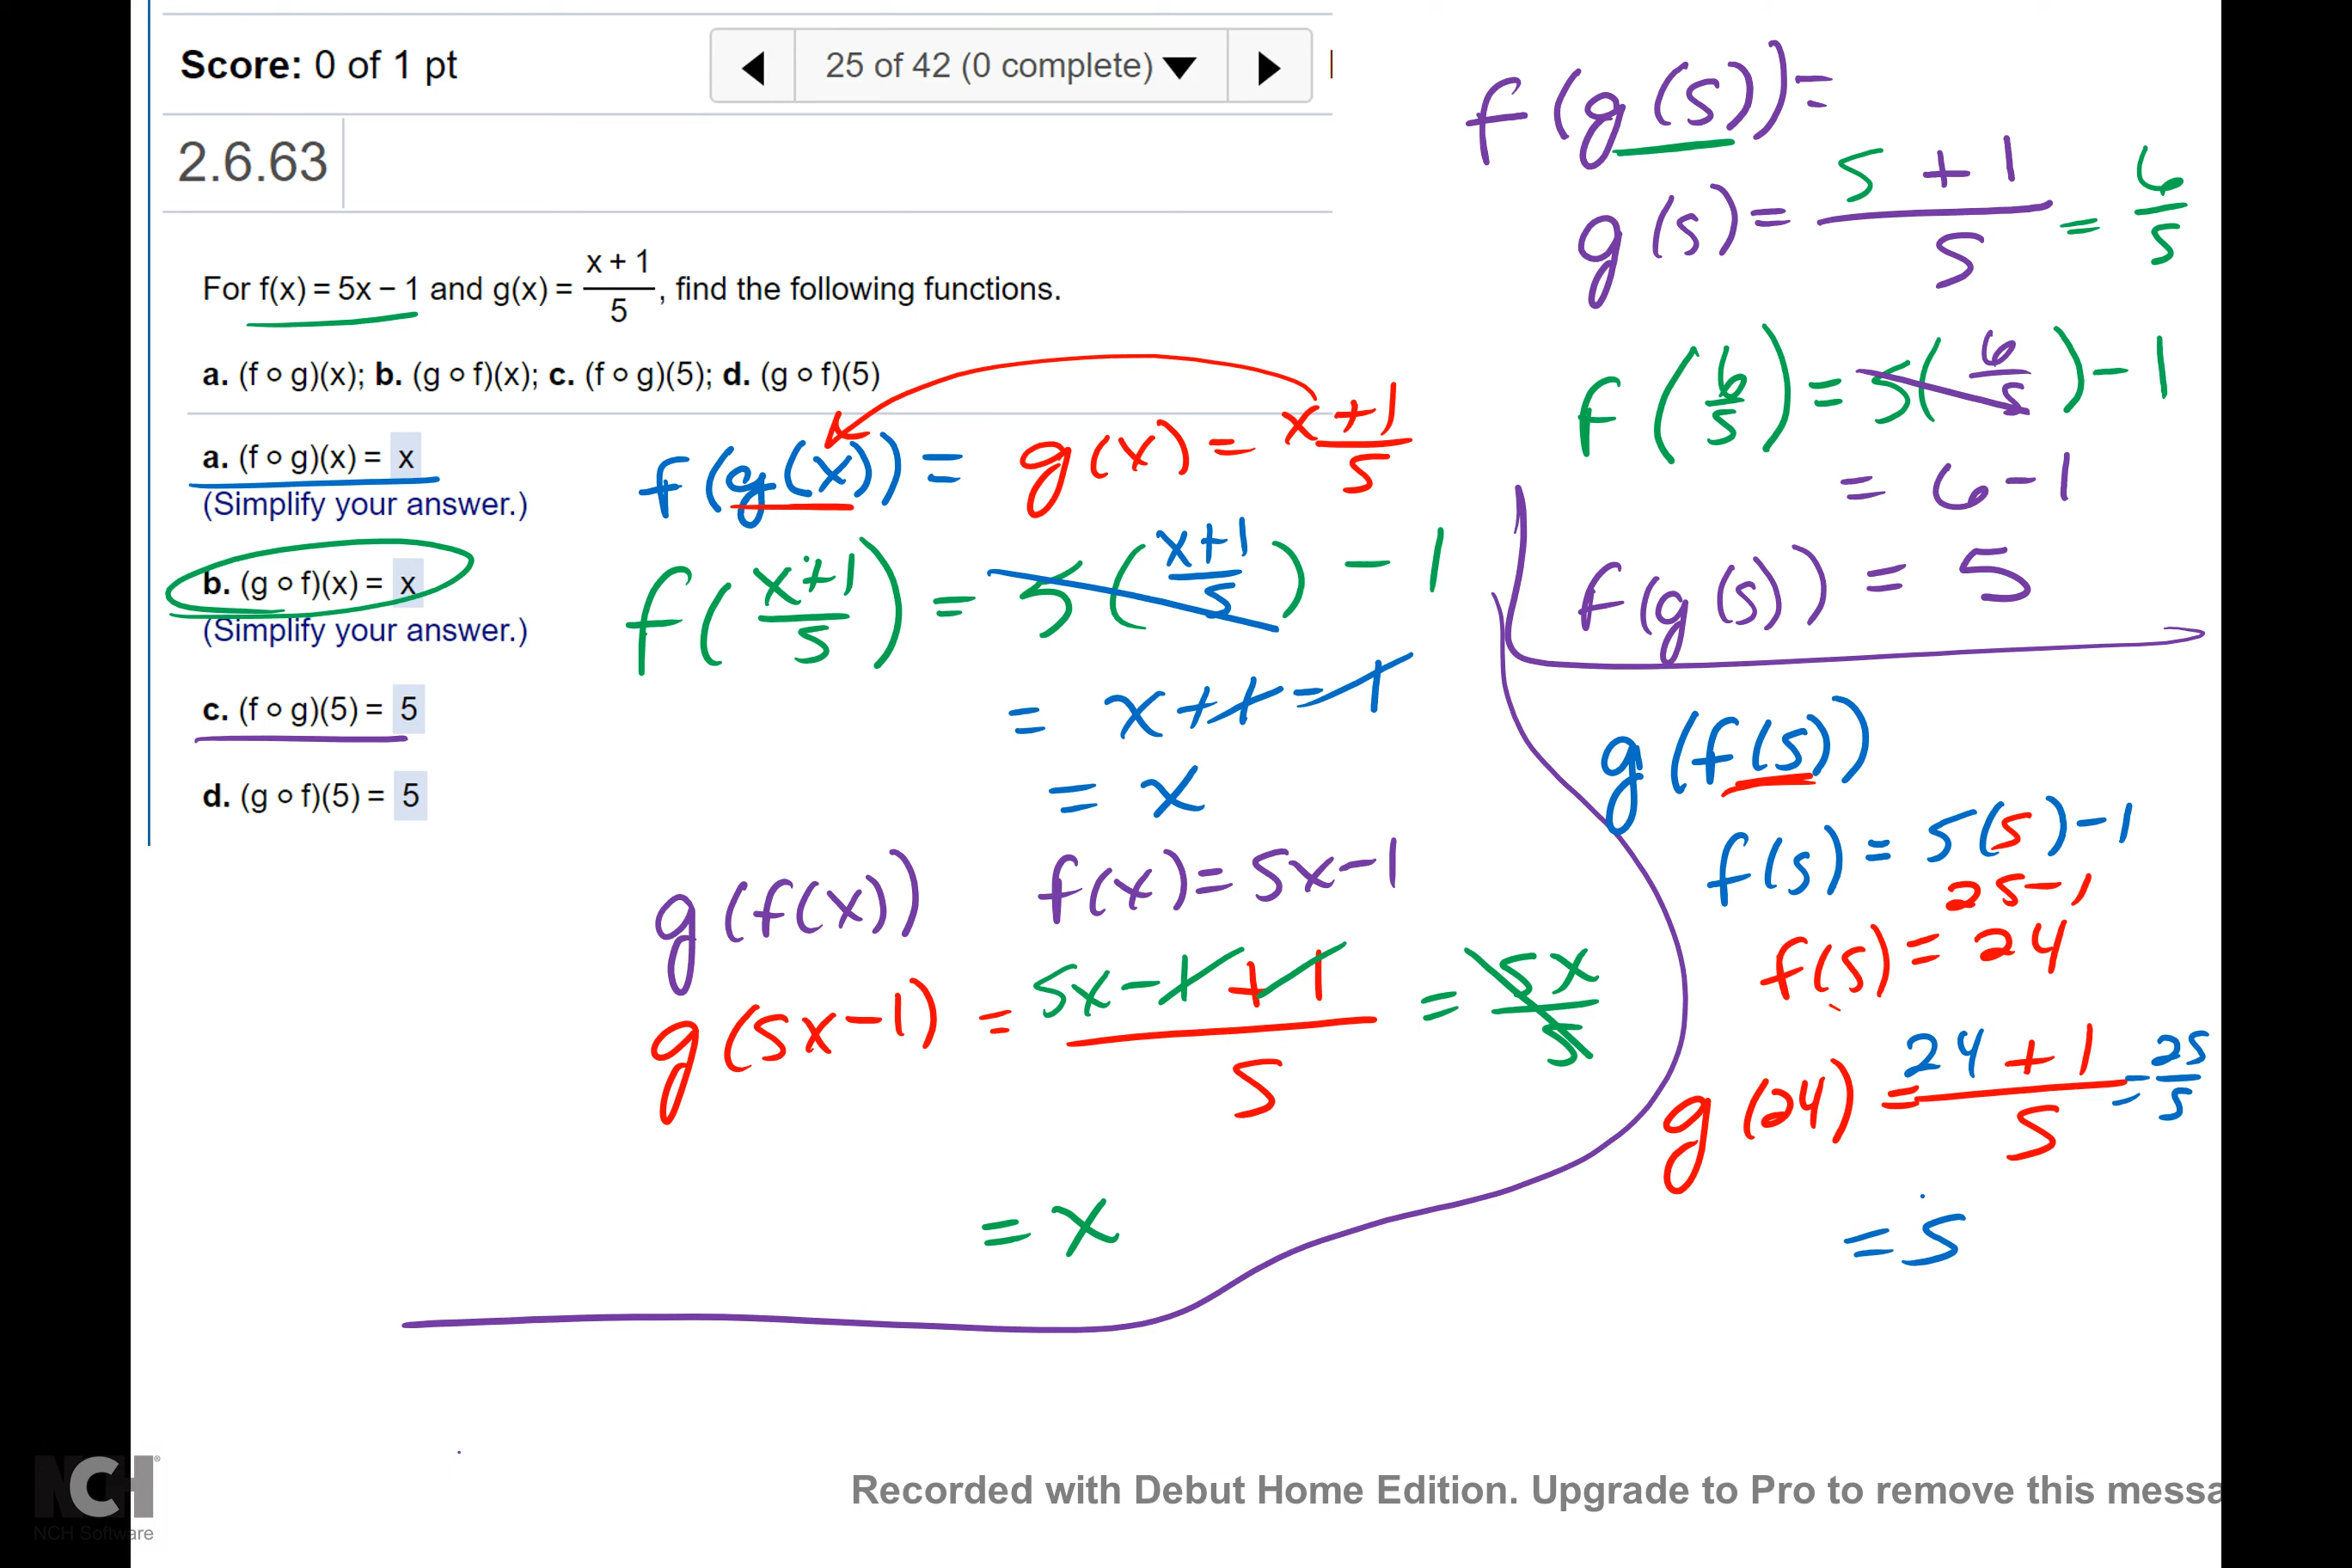 Score: 0 of 1 pt
25 of 42 (0 complete)
2.6.63
For f(x) = 5x − 1 and g(x) = (x + 1)/5, find the following functions.
a. (f ∘ g)(x); b. (g ∘ f)(x); c. (f ∘ g)(5); d. (g ∘ f)(5)
a. (f ∘ g)(x) = x
(Simplify your answer.)
b. (g ∘ f)(x) = x
(Simplify your answer.)
c. (f ∘ g)(5) = 5
d. (g ∘ f)(5) = 5
f(g(x)) = g(x) = (x+1)/5
f((x+1)/5) = 5((x+1)/5) − 1
= x + 1 − 1
= x
g(f(x)) f(x) = 5x − 1
g(5x−1) = (5x − 1 + 1)/5 = 5x/5
= x
f(g(5)) =
g(5) = (5 + 1)/5 = 6/5
f(6/5) = 5(6/5) − 1
= 6 − 1
f(g(5)) = 5
g(f(5))
f(5) = 5(5) − 1
25 − 1
f(5) = 24
g(24) = (24 + 1)/5 = 25/5
= 5
NCH®
NCH Software
Recorded with Debut Home Edition. Upgrade to Pro to remove this messa